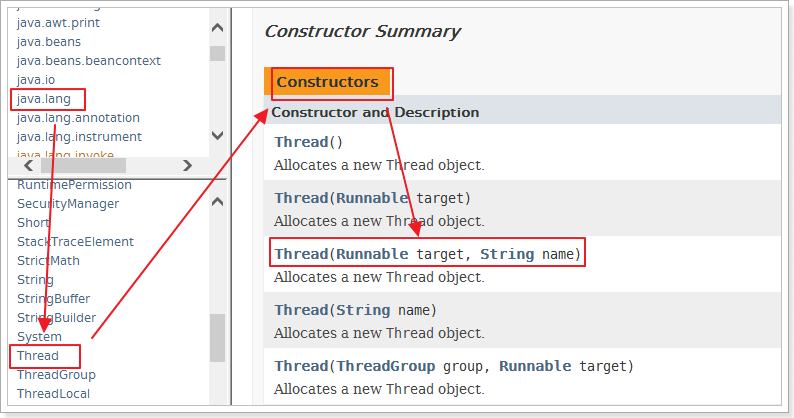 java.awt.print
java.beans
java.beans.beancontext
java.io
java.lang
java.lang.annotation
java.lang.instrument
java.lang.invoke
RuntimePermission
SecurityManager
Short
StackTraceElement
StrictMath
String
StringBuffer
StringBuilder
System
Thread
ThreadGroup
ThreadLocal
Constructor Summary
Constructors
Constructor and Description
Thread()
Allocates a new Thread object.
Thread(Runnable target)
Allocates a new Thread object.
Thread(Runnable target, String name)
Allocates a new Thread object.
Thread(String name)
Allocates a new Thread object.
Thread(ThreadGroup group, Runnable target)
Allocates a new Thread object.